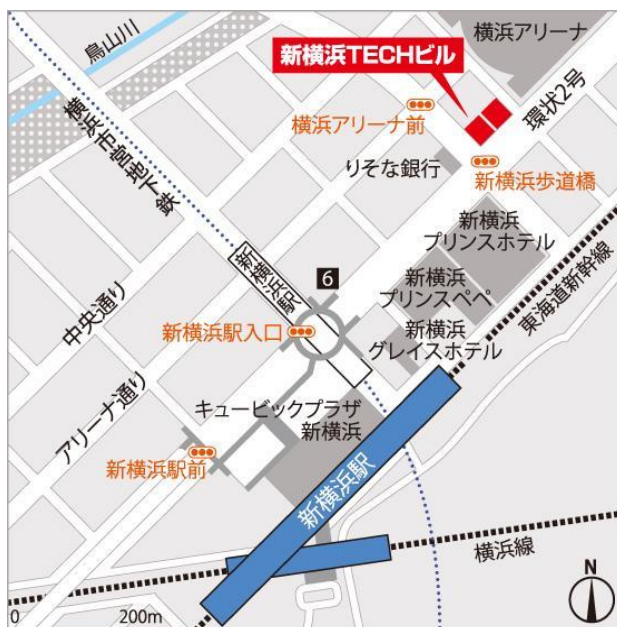 鳥山川
横浜アリーナ
新横浜TECHビル
環状2号
横浜市営地下鉄
横浜アリーナ前
りそな銀行
新横浜歩道橋
新横浜
プリンスホテル
新横浜駅
6
新横浜
プリンスペペ
東海道新幹線
中央通り
新横浜駅入口
新横浜
グレイスホテル
アリーナ通り
キュービックプラザ
新横浜
新横浜駅前
新横浜駅
横浜線
N
0
200m